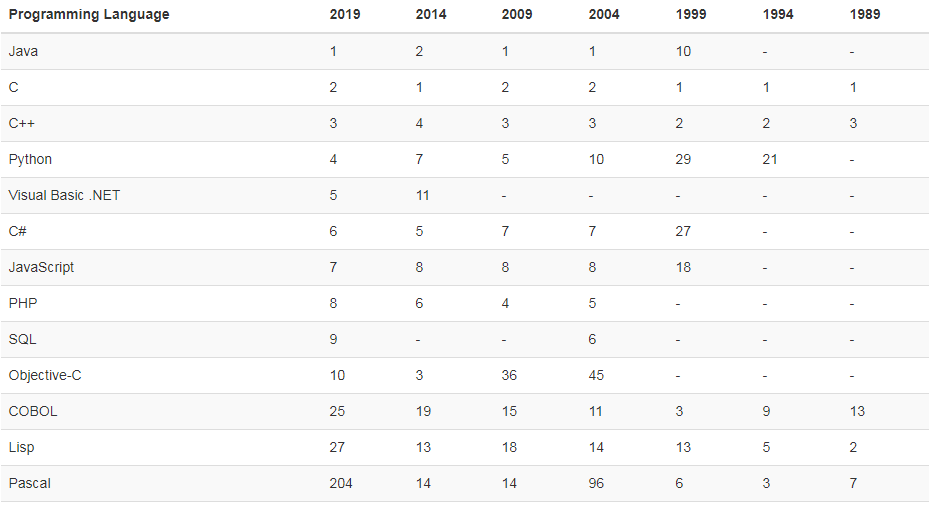 Programming Language 2019 2014 2009 2004 1999 1994 1989
Java 1 2 1 1 10 - -
C 2 1 2 2 1 1 1
C++ 3 4 3 3 2 2 3
Python 4 7 5 10 29 21 -
Visual Basic .NET 5 11 - - - - -
C# 6 5 7 7 27 - -
JavaScript 7 8 8 8 18 - -
PHP 8 6 4 5 - - -
SQL 9 - - 6 - - -
Objective-C 10 3 36 45 - - -
COBOL 25 19 15 11 3 9 13
Lisp 27 13 18 14 13 5 2
Pascal 204 14 14 96 6 3 7